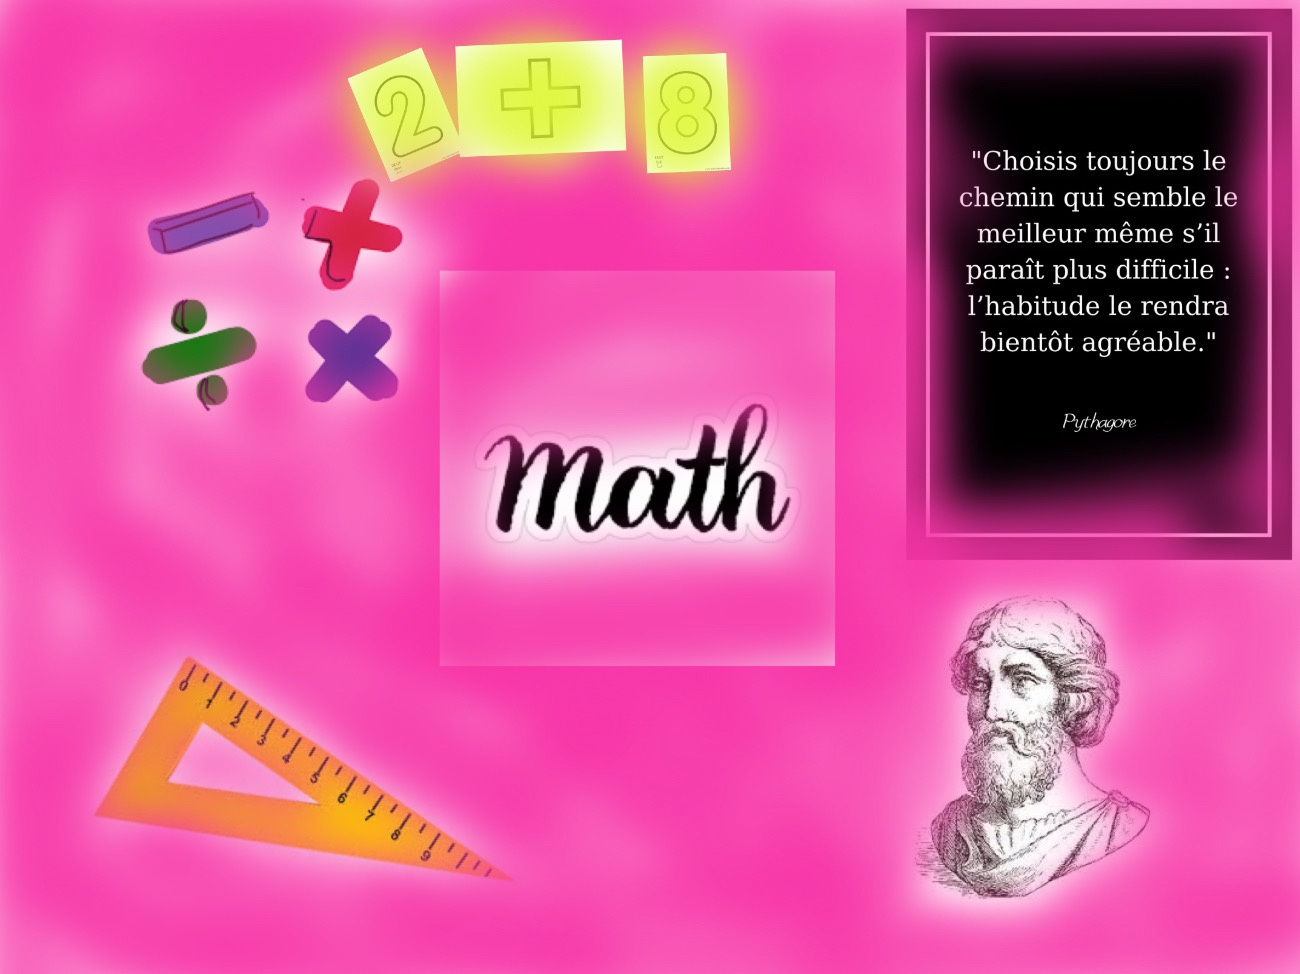 2 + 8
"Choisis toujours le
chemin qui semble le
meilleur même s’il
paraît plus difficile :
l’habitude le rendra
bientôt agréable."
Pythagore
− +
÷ ×
Math
0 1 2 3 4 5 6 7 8 9